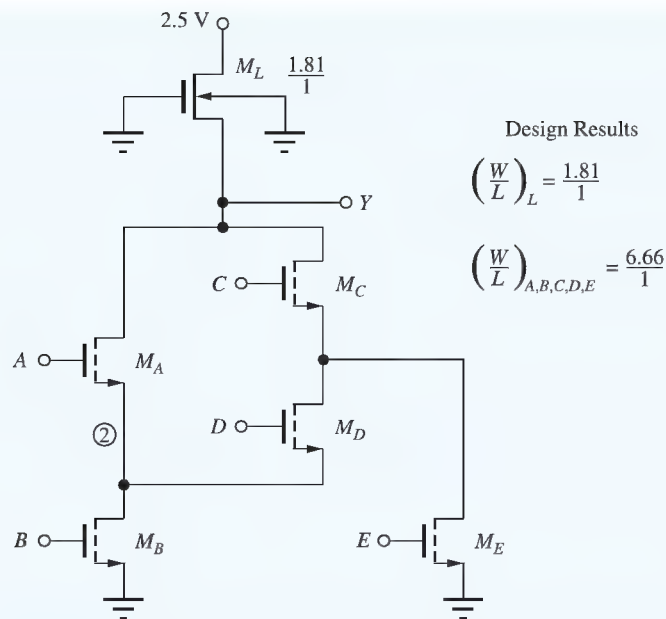 2.5 V
M_L 1.81/1
Design Results
(W/L)_L = 1.81/1
Y
(W/L)_{A,B,C,D,E} = 6.66/1
C
M_C
A
M_A
2
D
M_D
B
M_B
E
M_E